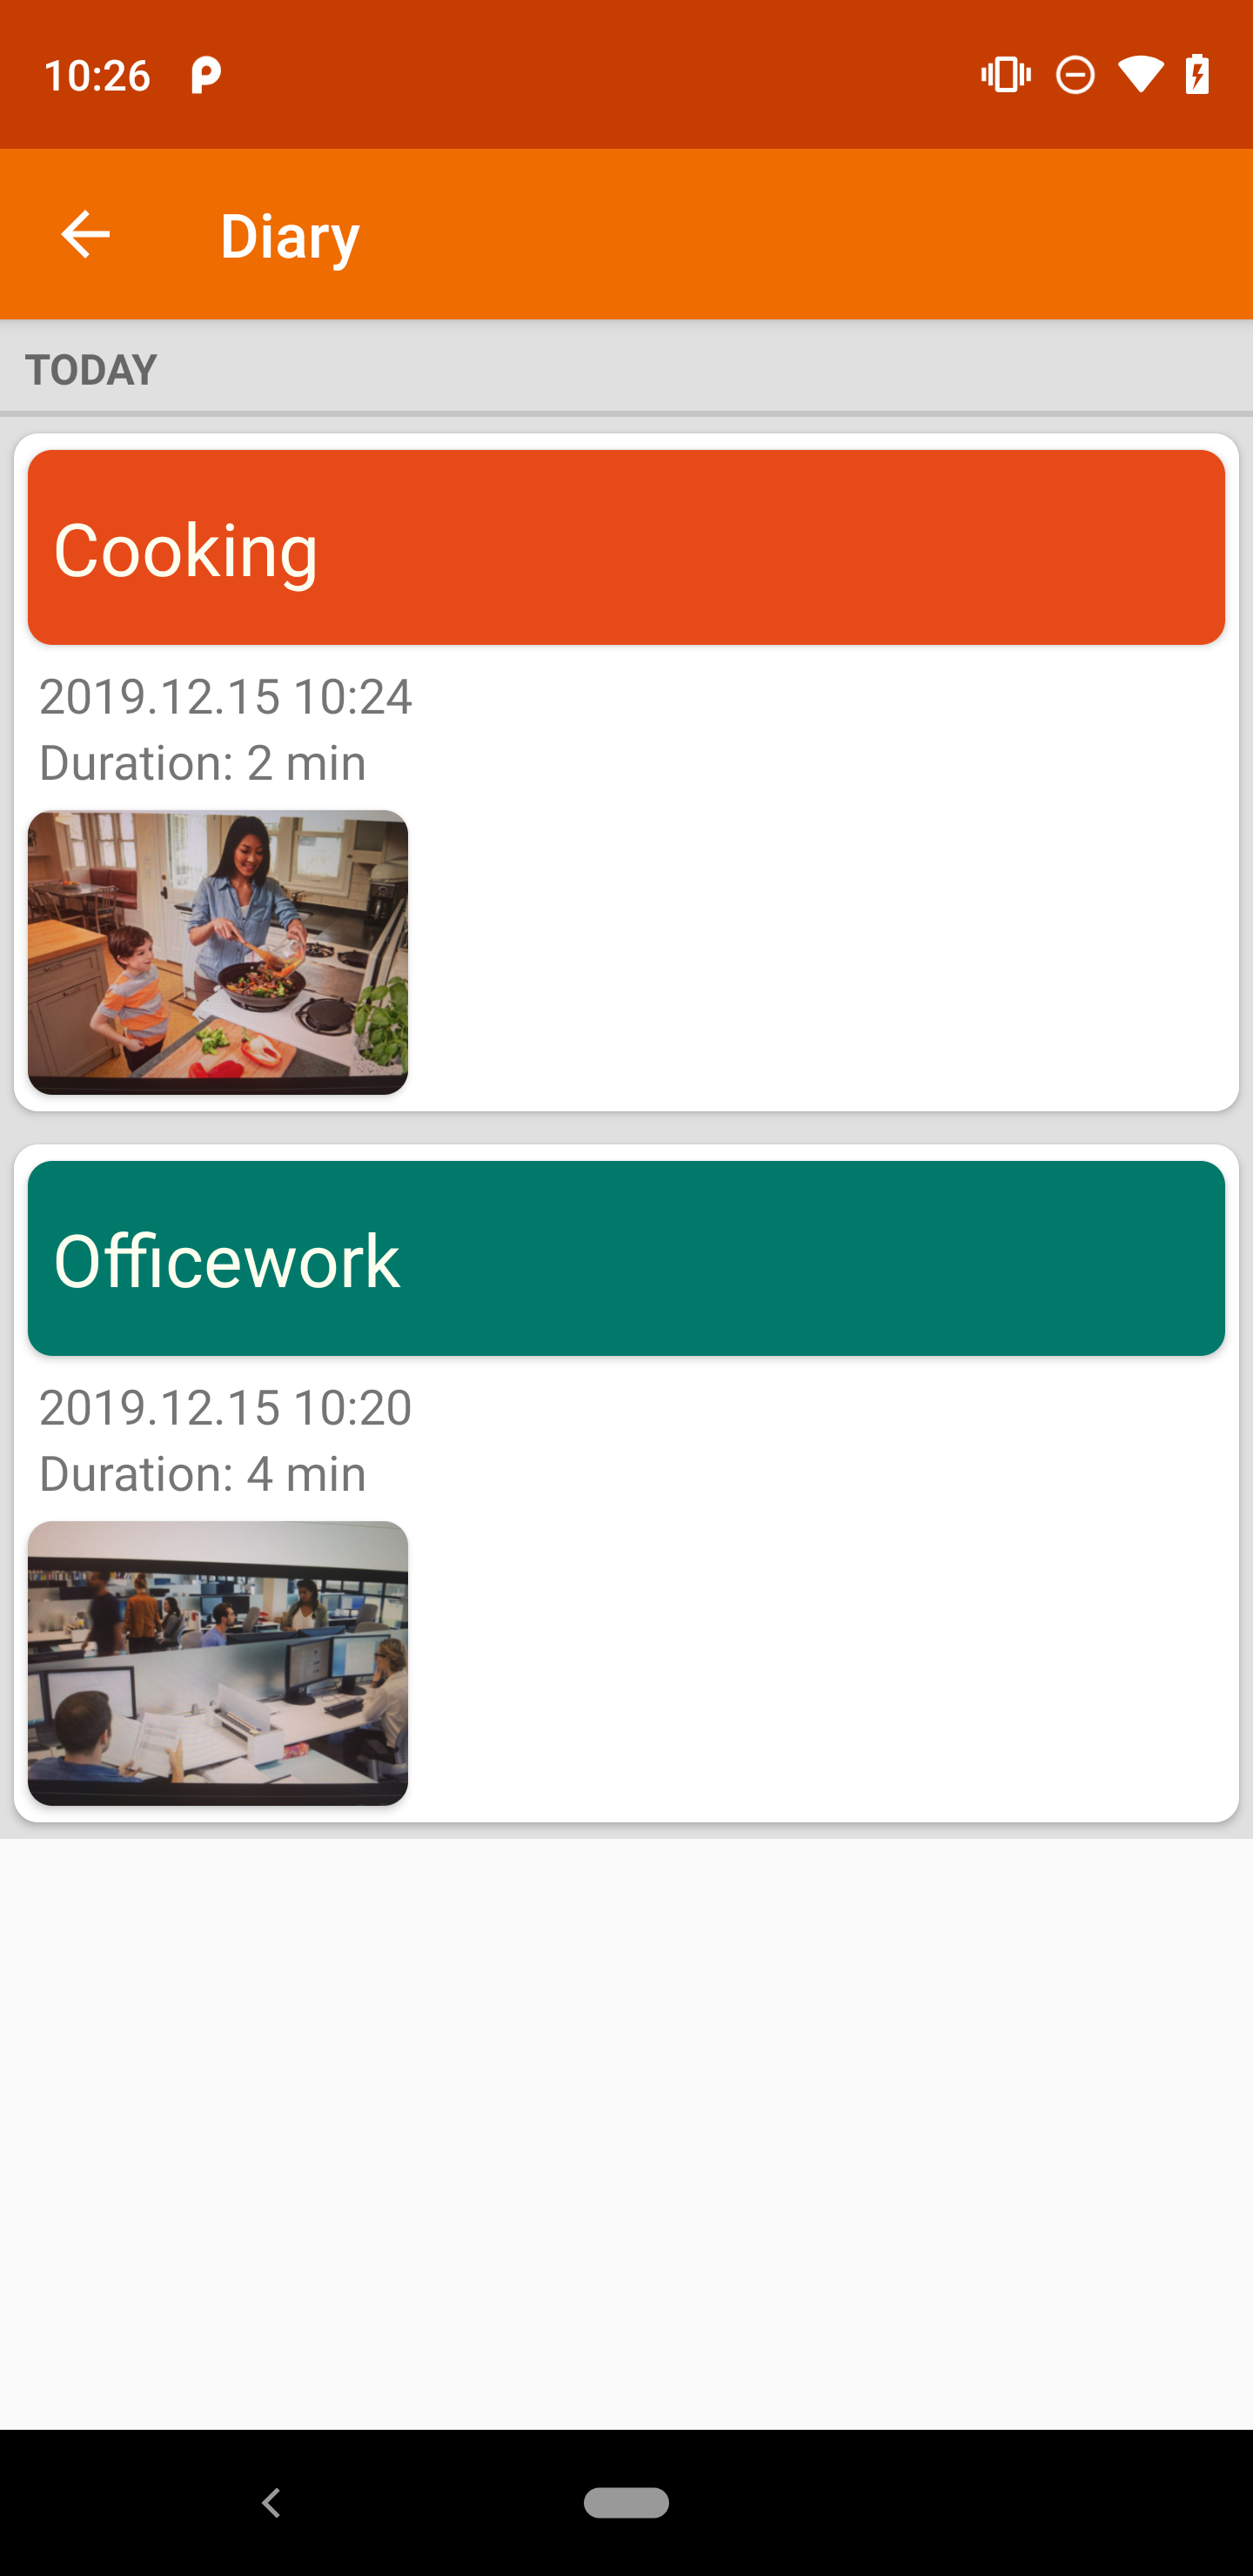 10:26
Diary
TODAY
Cooking
2019.12.15 10:24
Duration: 2 min
Officework
2019.12.15 10:20
Duration: 4 min